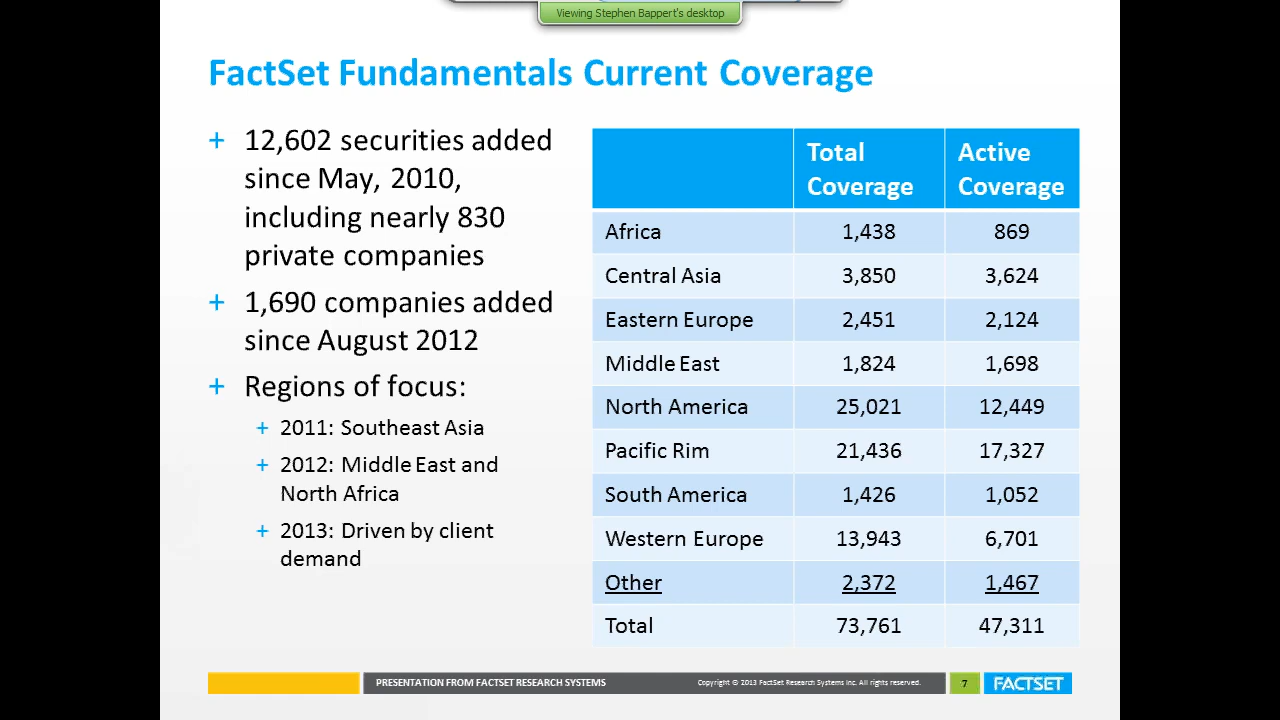 Viewing Stephen Bappert's desktop
FactSet Fundamentals Current Coverage
+ 12,602 securities added
since May, 2010,
including nearly 830
private companies
+ 1,690 companies added
since August 2012
+ Regions of focus:
+ 2011: Southeast Asia
+ 2012: Middle East and
North Africa
+ 2013: Driven by client
demand
Total Coverage Active Coverage
Africa 1,438 869
Central Asia 3,850 3,624
Eastern Europe 2,451 2,124
Middle East 1,824 1,698
North America 25,021 12,449
Pacific Rim 21,436 17,327
South America 1,426 1,052
Western Europe 13,943 6,701
Other 2,372 1,467
Total 73,761 47,311
PRESENTATION FROM FACTSET RESEARCH SYSTEMS Copyright © 2013 FactSet Research Systems Inc. All rights reserved. 7 FACTSET